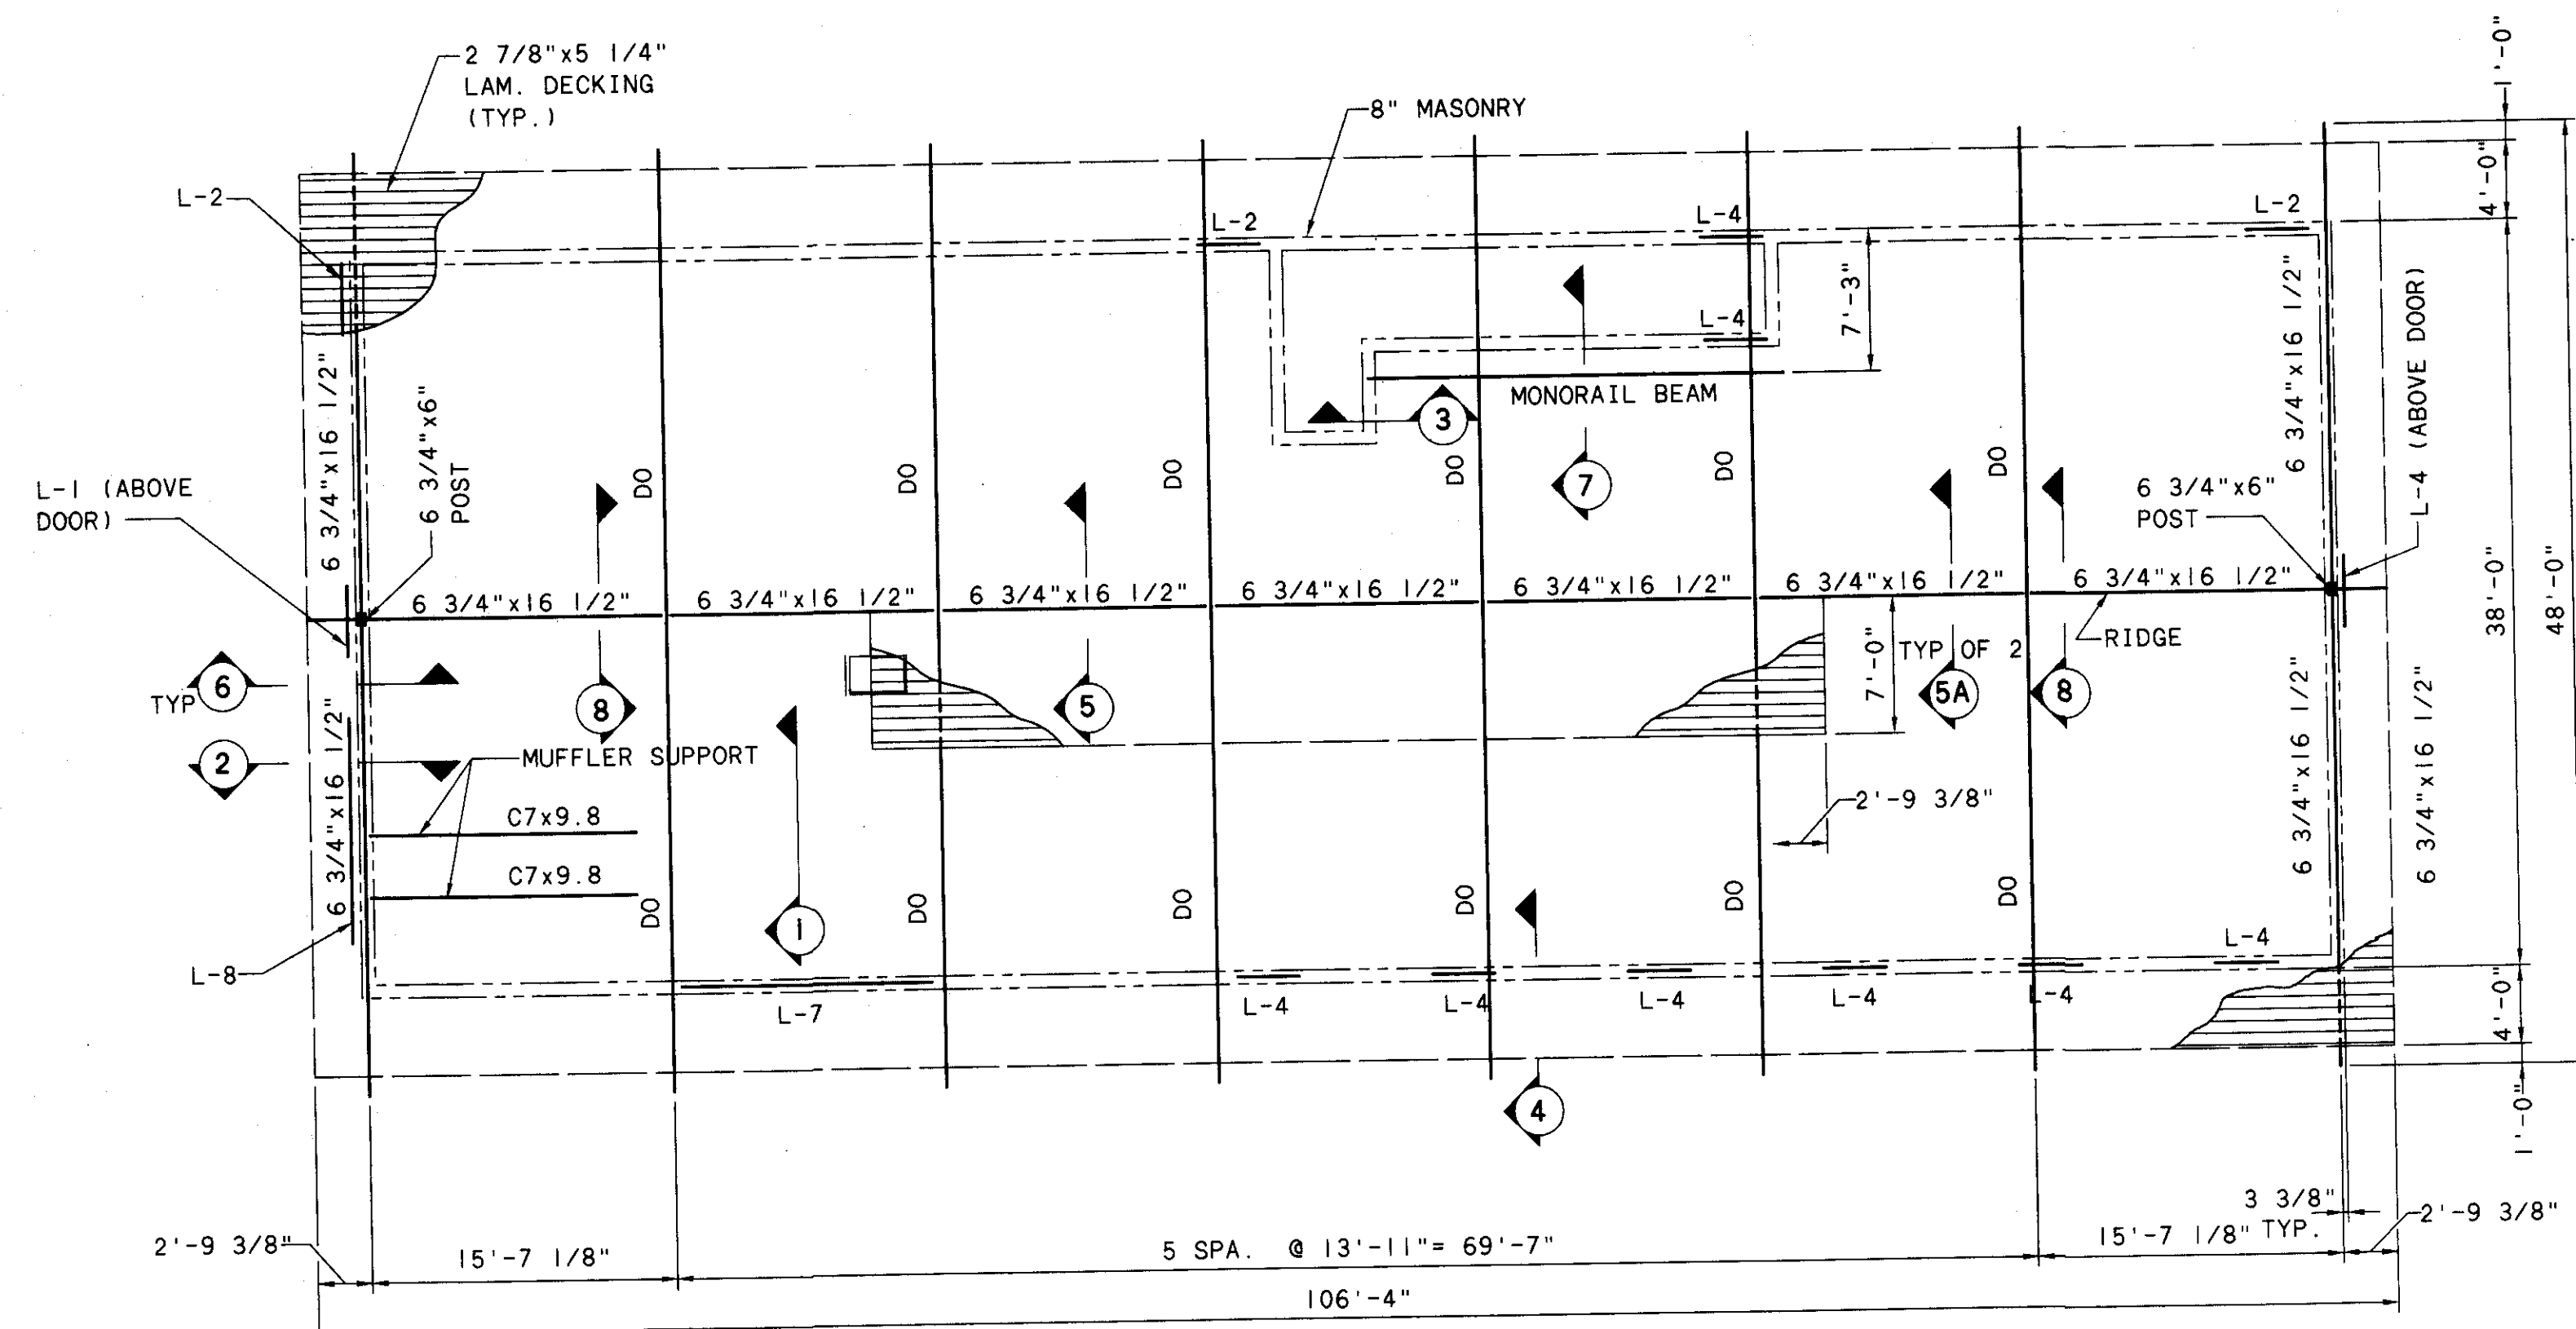 2 7/8"x5 1/4"
LAM. DECKING
(TYP.)
8" MASONRY
1'-0"
L-2
L-2
L-4
L-2
4'-0"
7'-3"
6 3/4"x16 1/2"
L-4 (ABOVE DOOR)
L-4
6 3/4"x16 1/2"
6 3/4"x6"
POST
MONORAIL BEAM
3
L-1 (ABOVE
DOOR)
DO
DO
DO
DO
DO
DO
7
6 3/4"x6"
POST
38'-0"
48'-0"
6 3/4"x16 1/2"
6 3/4"x16 1/2"
6 3/4"x16 1/2"
6 3/4"x16 1/2"
6 3/4"x16 1/2"
6 3/4"x16 1/2"
6 3/4"x16 1/2"
RIDGE
7'-0"
TYP OF 2
6
TYP
8
5
5A
8
2
MUFFLER SUPPORT
6 3/4"x16 1/2"
6 3/4"x16 1/2"
6 3/4"x16 1/2"
2'-9 3/8"
C7x9.8
C7x9.8
DO
DO
DO
DO
DO
DO
1
L-8
L-7
L-4
L-4
L-4
L-4
L-4
L-4
4'-0"
4
1'-0"
2'-9 3/8"
15'-7 1/8"
5 SPA. @ 13'-11"= 69'-7"
15'-7 1/8"
3 3/8"
TYP.
2'-9 3/8"
106'-4"